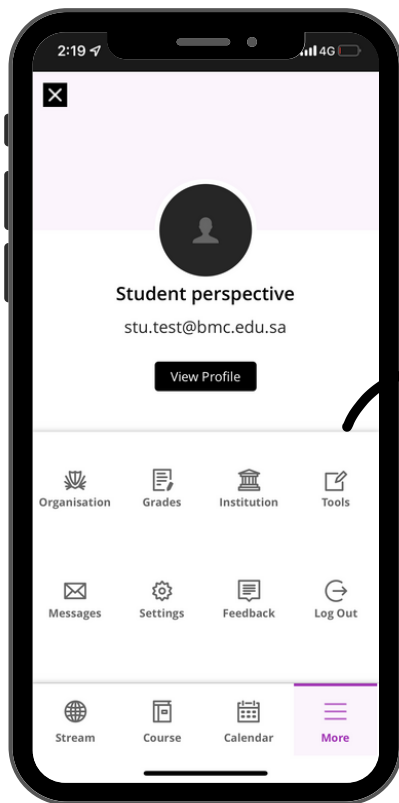 2:19 4G
Student perspective
stu.test@bmc.edu.sa
View Profile
Organisation Grades Institution Tools
Messages Settings Feedback Log Out
Stream Course Calendar More